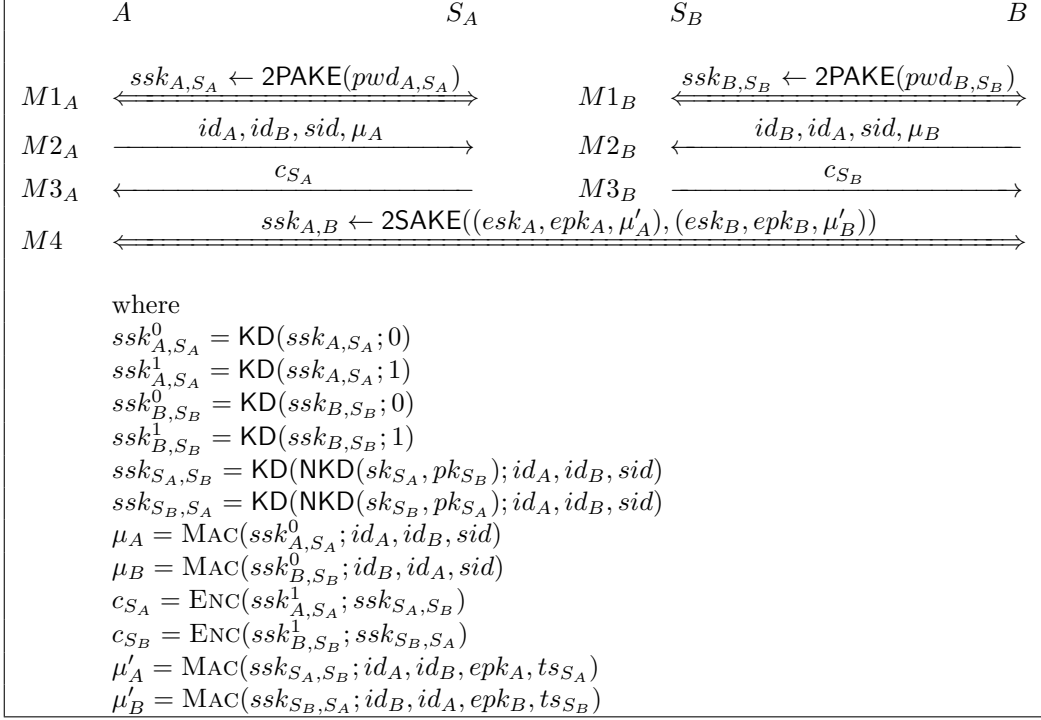 A S_A S_B B
M1_A ssk_{A,S_A} ← 2PAKE(pwd_{A,S_A}) M1_B ssk_{B,S_B} ← 2PAKE(pwd_{B,S_B})
M2_A id_A, id_B, sid, μ_A M2_B id_B, id_A, sid, μ_B
M3_A c_{S_A} M3_B c_{S_B}
M4 ssk_{A,B} ← 2SAKE((esk_A, epk_A, μ′_A), (esk_B, epk_B, μ′_B))
where
ssk^0_{A,S_A} = KD(ssk_{A,S_A}; 0)
ssk^1_{A,S_A} = KD(ssk_{A,S_A}; 1)
ssk^0_{B,S_B} = KD(ssk_{B,S_B}; 0)
ssk^1_{B,S_B} = KD(ssk_{B,S_B}; 1)
ssk_{S_A,S_B} = KD(NKD(sk_{S_A}, pk_{S_B}); id_A, id_B, sid)
ssk_{S_B,S_A} = KD(NKD(sk_{S_B}, pk_{S_A}); id_A, id_B, sid)
μ_A = MAC(ssk^0_{A,S_A}; id_A, id_B, sid)
μ_B = MAC(ssk^0_{B,S_B}; id_B, id_A, sid)
c_{S_A} = ENC(ssk^1_{A,S_A}; ssk_{S_A,S_B})
c_{S_B} = ENC(ssk^1_{B,S_B}; ssk_{S_B,S_A})
μ′_A = MAC(ssk_{S_A,S_B}; id_A, id_B, epk_A, ts_{S_A})
μ′_B = MAC(ssk_{S_B,S_A}; id_B, id_A, epk_B, ts_{S_B})